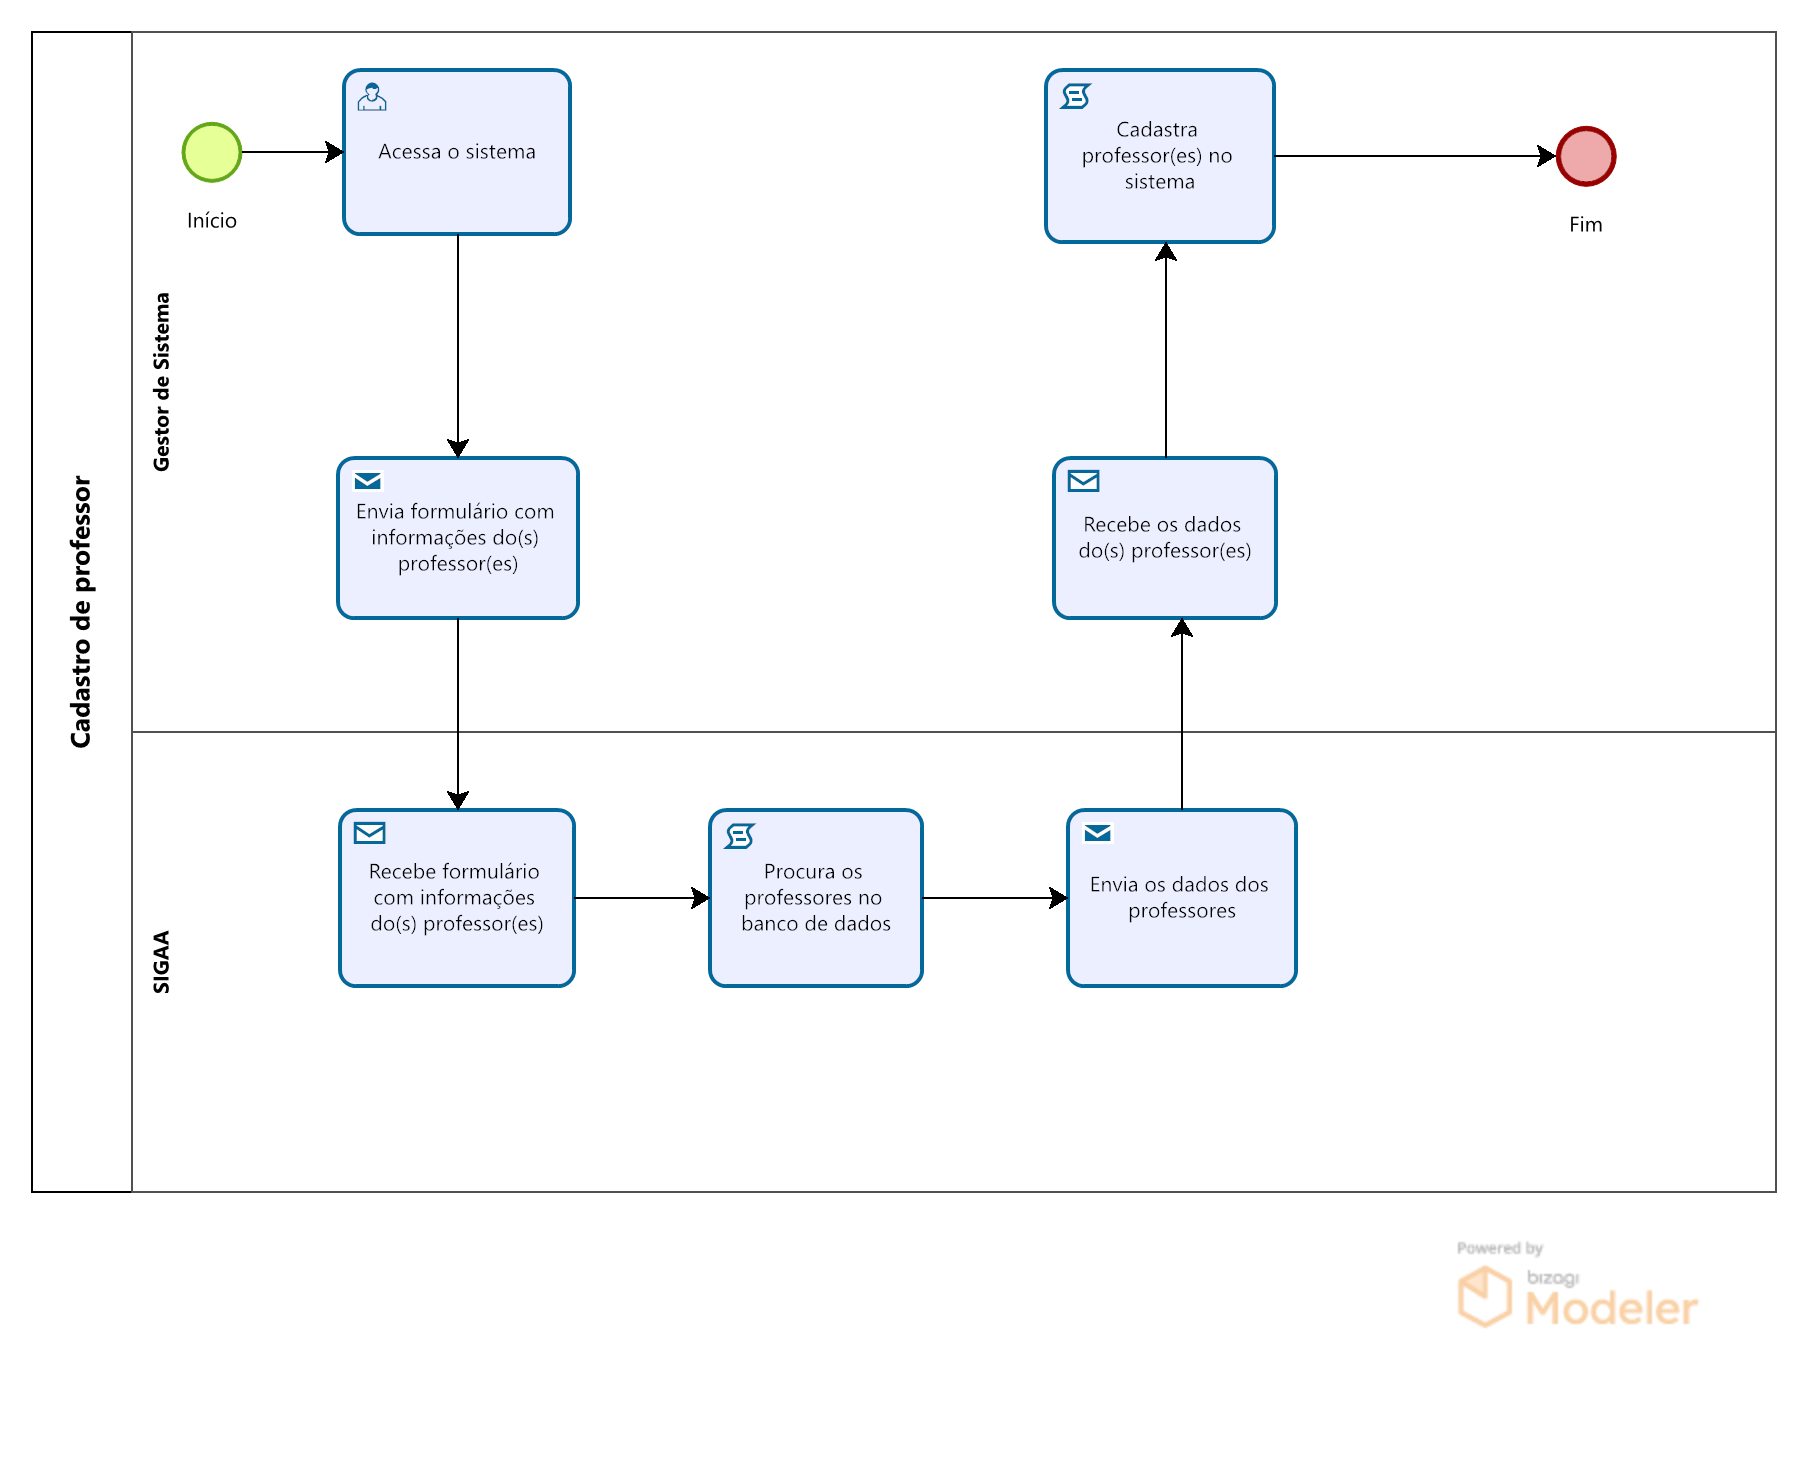 Cadastro de professor
Gestor de Sistema
Início
Acessa o sistema
Envia formulário com
informações do(s)
professor(es)
Cadastra
professor(es) no
sistema
Fim
Recebe os dados
do(s) professor(es)
SIGAA
Recebe formulário
com informações
do(s) professor(es)
Procura os
professores no
banco de dados
Envia os dados dos
professores
Powered by
bizagi
Modeler